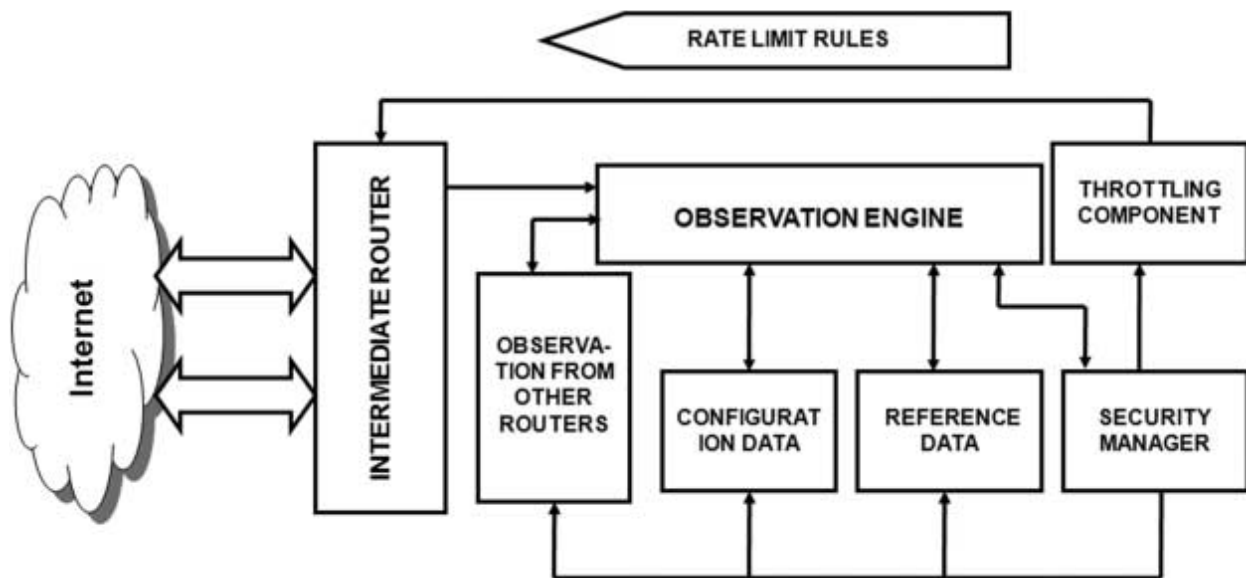 RATE LIMIT RULES
Internet
INTERMEDIATE ROUTER
OBSERVATION ENGINE
THROTTLING
COMPONENT
OBSERVA-
TION FROM
OTHER
ROUTERS
CONFIGURAT
ION DATA
REFERENCE
DATA
SECURITY
MANAGER